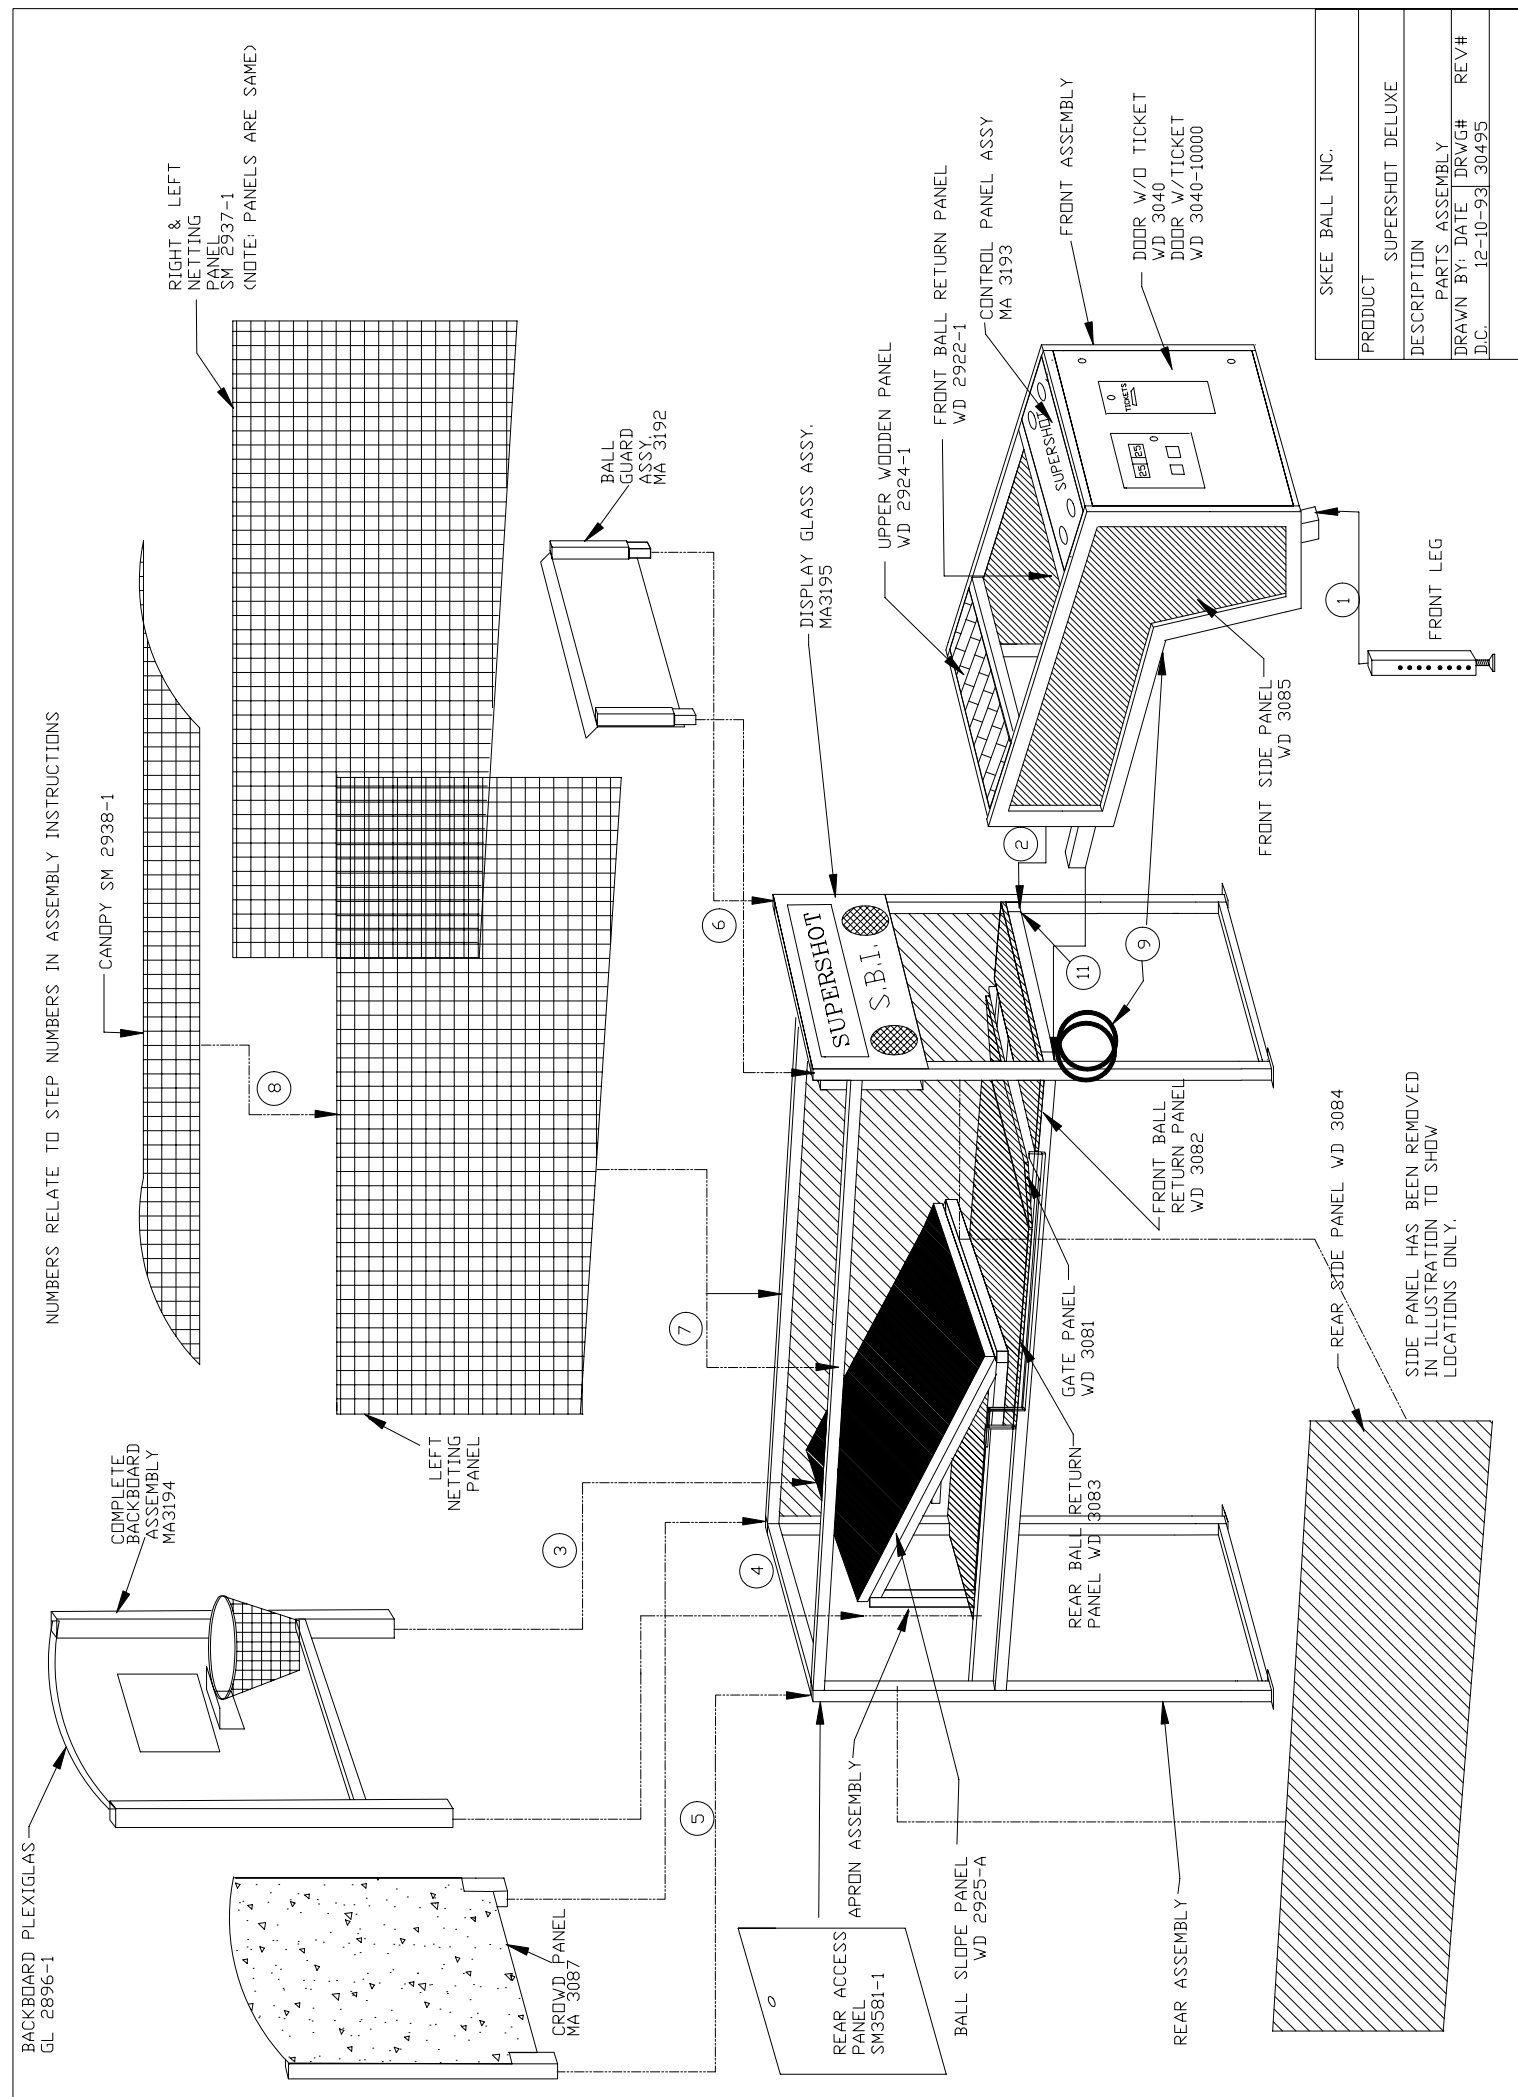 NUMBERS RELATE TO STEP NUMBERS IN ASSEMBLY INSTRUCTIONS
BACKBOARD PLEXIGLAS
GL 2896-1
COMPLETE
BACKBOARD
ASSEMBLY
MA3194
CANOPY SM 2938-1
RIGHT & LEFT
NETTING
PANEL
SM 2937-1
(NOTE: PANELS ARE SAME)
8
LEFT
NETTING
PANEL
BALL
GUARD
ASSY.
MA 3192
CROWD PANEL
MA 3087
3
4
5
6
7
DISPLAY GLASS ASSY.
MA3195
UPPER WOODEN PANEL
WD 2924-1
FRONT BALL RETURN PANEL
WD 2922-1
CONTROL PANEL ASSY
MA 3193
FRONT ASSEMBLY
DOOR W/O TICKET
WD 3040
DOOR W/TICKET
WD 3040-10000
SUPERSHOT
S.B.I.
SUPERSHOT
25 25
TICKETS
2
11
9
1
REAR ACCESS
PANEL
SM3581-1
APRON ASSEMBLY
BALL SLOPE PANEL
WD 2925-A
REAR ASSEMBLY
REAR BALL RETURN
PANEL WD 3083
GATE PANEL
WD 3081
FRONT BALL
RETURN PANEL
WD 3082
REAR SIDE PANEL WD 3084
SIDE PANEL HAS BEEN REMOVED
IN ILLUSTRATION TO SHOW
LOCATIONS ONLY.
FRONT SIDE PANEL
WD 3085
FRONT LEG
SKEE BALL INC.
PRODUCT
SUPERSHOT DELUXE
DESCRIPTION
PARTS ASSEMBLY
DRAWN BY: DATE DRWG# REV#
D.C. 12-10-93 30495